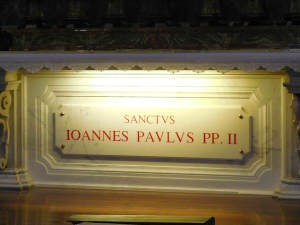 SANCTVS
IOANNES PAVLVS PP. II